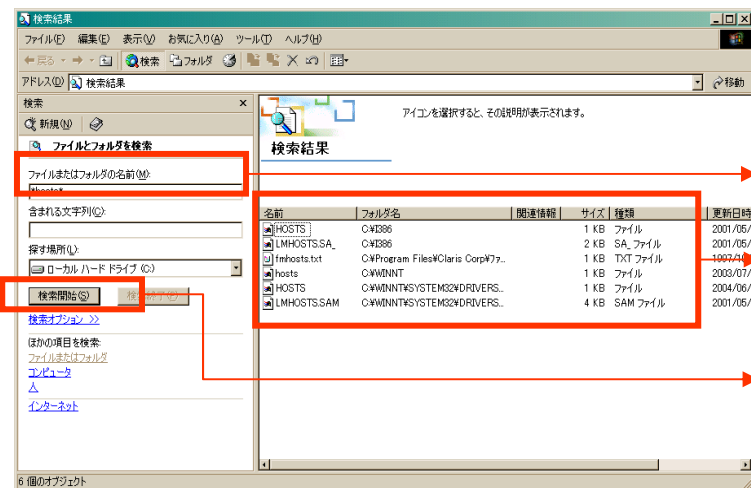 検索結果
ファイル(F) 編集(E) 表示(V) お気に入り(A) ツール(T) ヘルプ(H)
戻る 検索 フォルダ
アドレス(D) 検索結果 移動
検索 ×
新規(N)
ファイルとフォルダを検索
ファイルまたはフォルダの名前(M):
*hosts*
含まれる文字列(C):
探す場所(L):
ローカル ハード ドライブ (C:)
検索開始(S)
検索オプション >>
ほかの項目を検索:
ファイルまたはフォルダ
コンピュータ
人
インターネット
アイコンを選択すると、その説明が表示されます。
検索結果
名前 フォルダ名 関連情報 サイズ 種類 更新日時
HOSTS C:¥I386 1 KB ファイル 2001/05/
LMHOSTS.SA_ C:¥I386 2 KB SA_ ファイル 2001/05/
fmhosts.txt C:¥Program Files¥Claris Corp¥ファ... 1 KB TXT ファイル 1997/10
hosts C:¥WINNT 1 KB ファイル 2003/07/
HOSTS C:¥WINNT¥SYSTEM32¥DRIVERS... 1 KB ファイル 2004/06/
LMHOSTS.SAM C:¥WINNT¥SYSTEM32¥DRIVERS... 4 KB SAM ファイル 2001/05/
6 個のオブジェクト